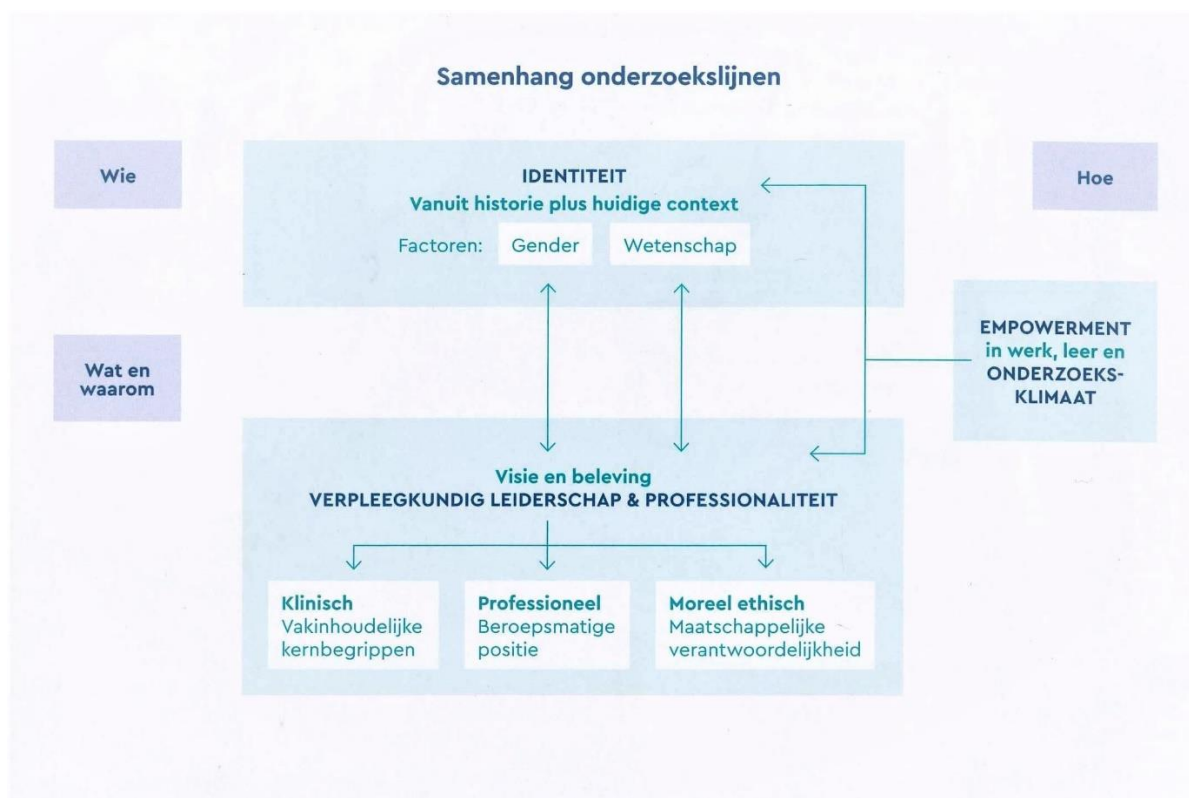 Samenhang onderzoekslijnen
Wie
IDENTITEIT
Vanuit historie plus huidige context
Factoren: Gender Wetenschap
Hoe
Wat en
waarom
EMPOWERMENT
in werk, leer en
ONDERZOEKS-
KLIMAAT
Visie en beleving
VERPLEEGKUNDIG LEIDERSCHAP & PROFESSIONALITEIT
Klinisch
Vakinhoudelijke
kernbegrippen
Professioneel
Beroepsmatige
positie
Moreel ethisch
Maatschappelijke
verantwoordelijkheid